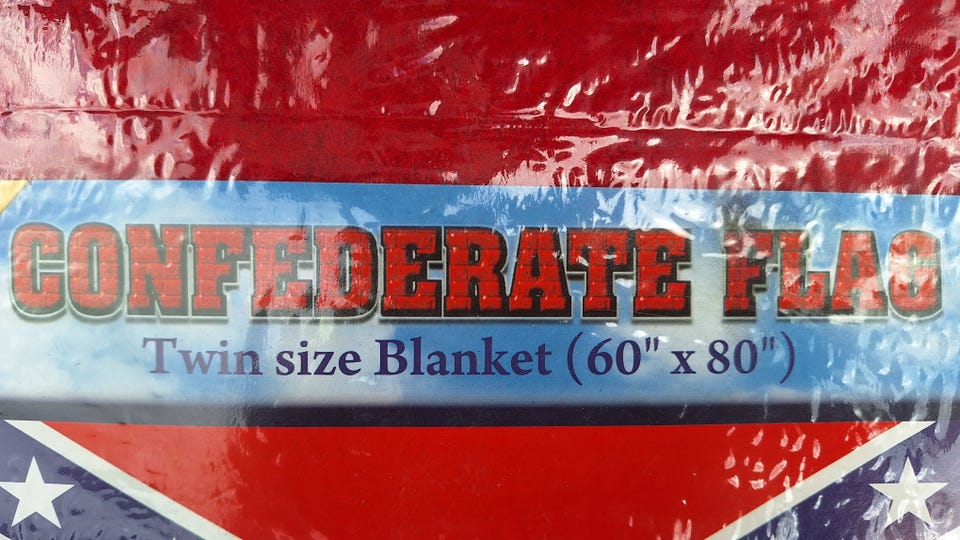 CONFEDERATE FLAG
Twin size Blanket (60" x 80")